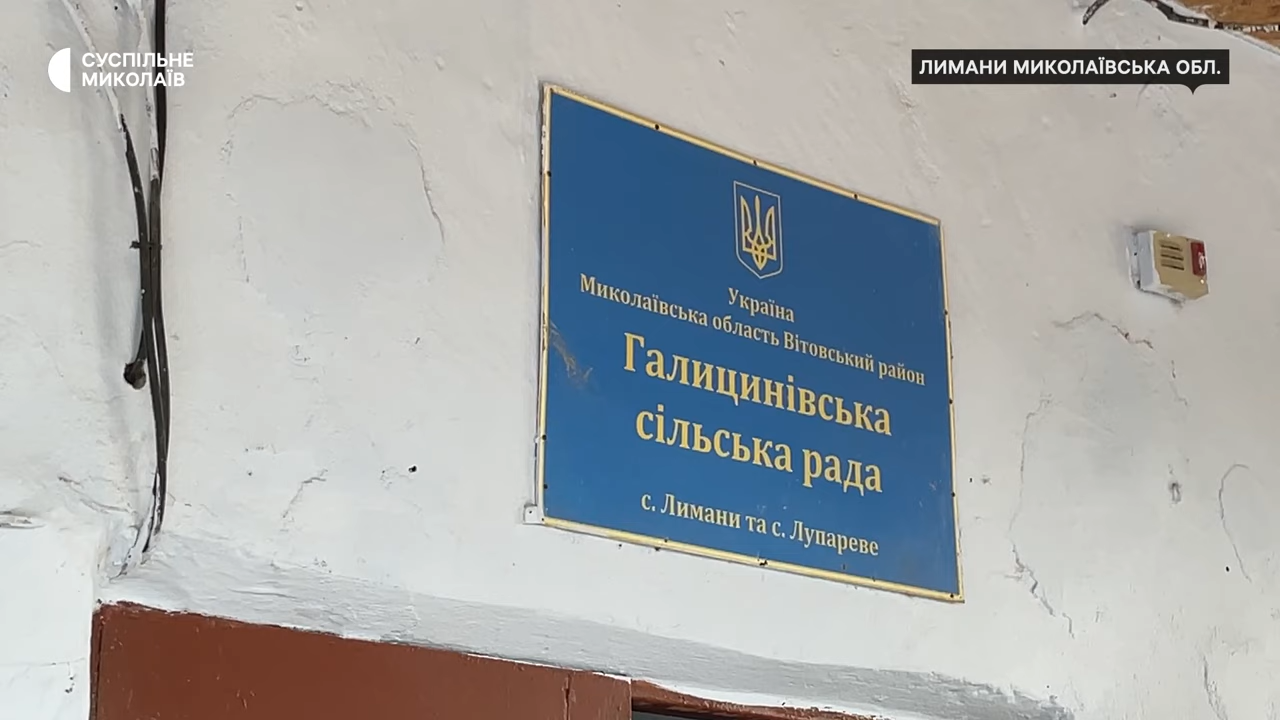 СУСПІЛЬНЕ
МИКОЛАЇВ
ЛИМАНИ МИКОЛАЇВСЬКА ОБЛ.
Україна
Миколаївська область Вітовський район
Галицинівська
сільська рада
с. Лимани та с. Лупареве